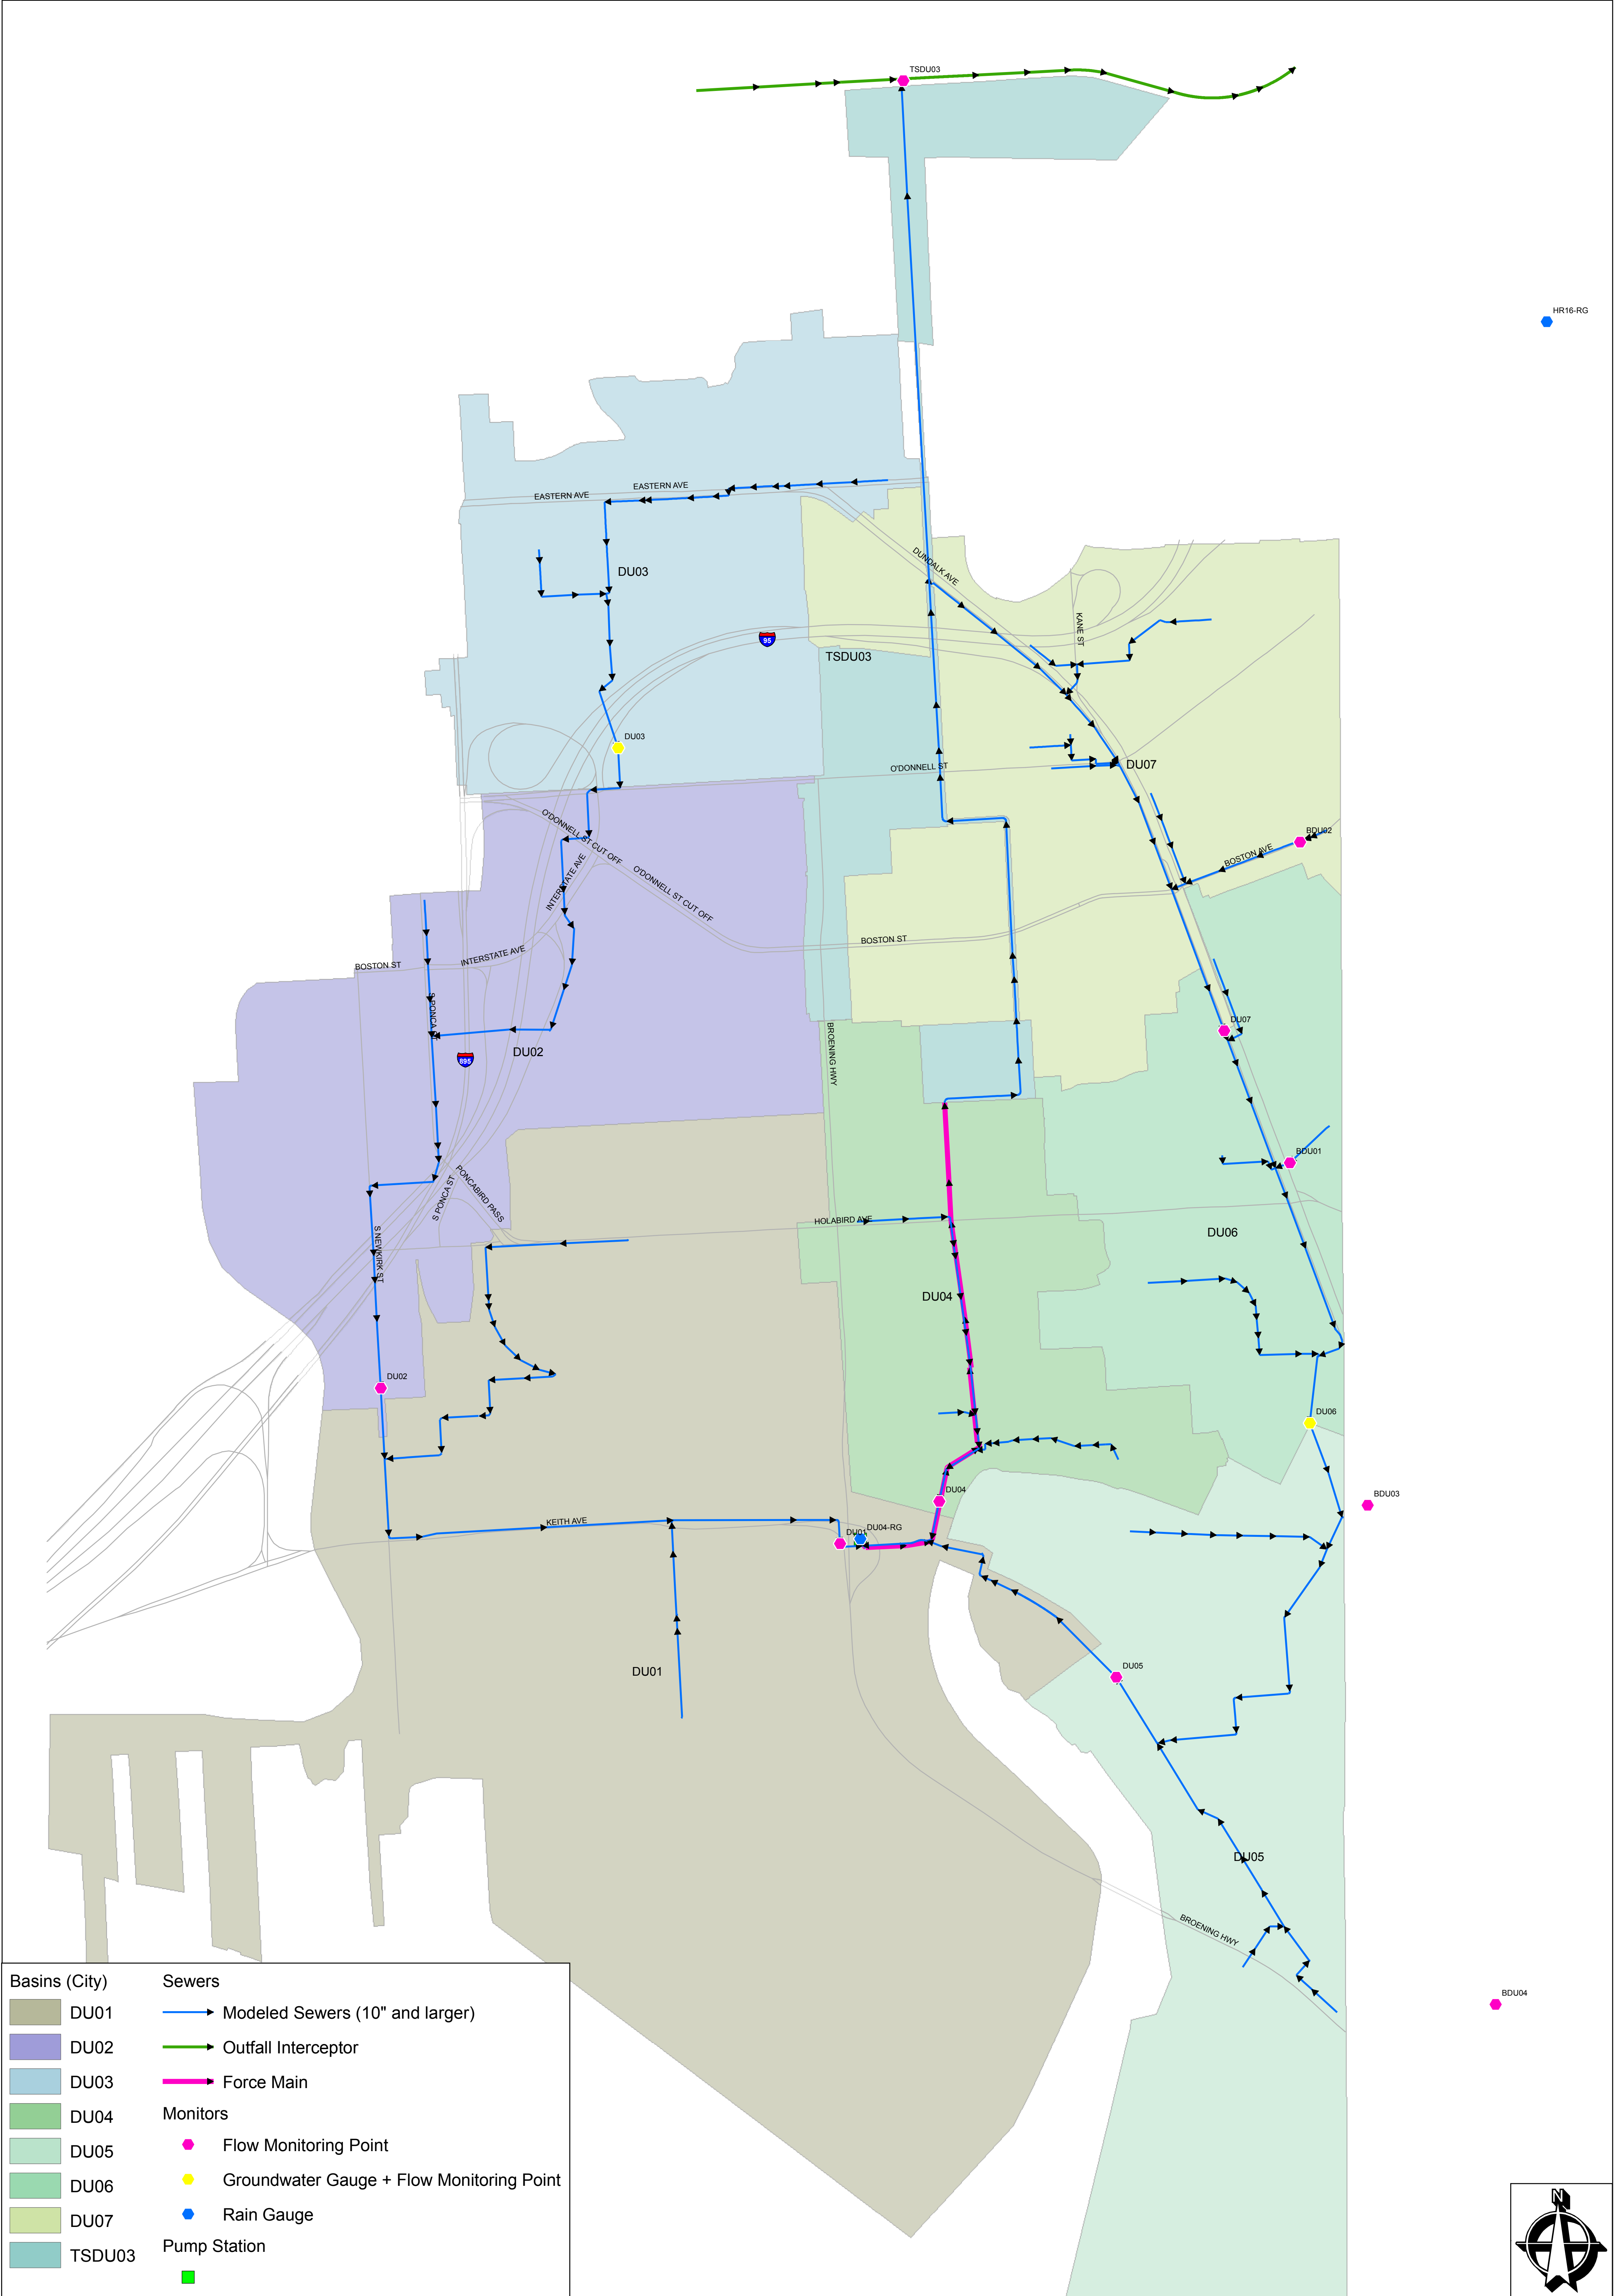 TSDU03
HR16-RG
EASTERN AVE
EASTERN AVE
DUNDALK AVE
DU03
KANE ST
95
TSDU03
DU03
O'DONNELL ST
DU07
O'DONNELL ST CUT OFF
BDU02
BOSTON AVE
INTERSTATE AVE
O'DONNELL ST CUT OFF
BOSTON ST
INTERSTATE AVE
BOSTON ST
S PONCA ST
DU07
BROENING HWY
DU02
895
BDU01
PONCABIRD PASS
S PONCA ST
HOLABIRD AVE
S NEWKIRK ST
DU06
DU04
DU02
DU06
DU04
BDU03
KEITH AVE
DU01
DU04-RG
DU01
DU05
DU05
BROENING HWY
BDU04
Basins (City)
DU01
DU02
DU03
DU04
DU05
DU06
DU07
TSDU03
Sewers
Modeled Sewers (10" and larger)
Outfall Interceptor
Force Main
Monitors
Flow Monitoring Point
Groundwater Gauge + Flow Monitoring Point
Rain Gauge
Pump Station
N